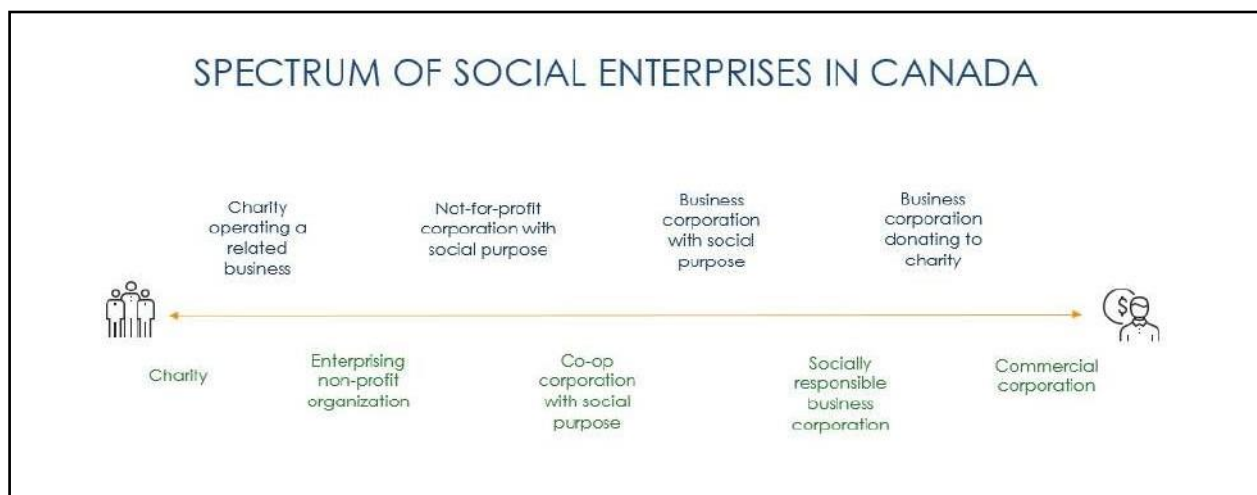 SPECTRUM OF SOCIAL ENTERPRISES IN CANADA
Charity
operating a
related
business
Not-for-profit
corporation with
social purpose
Business
corporation
with social
purpose
Business
corporation
donating to
charity
$
Charity
Enterprising
non-profit
organization
Co-op
corporation
with social
purpose
Socially
responsible
business
corporation
Commercial
corporation